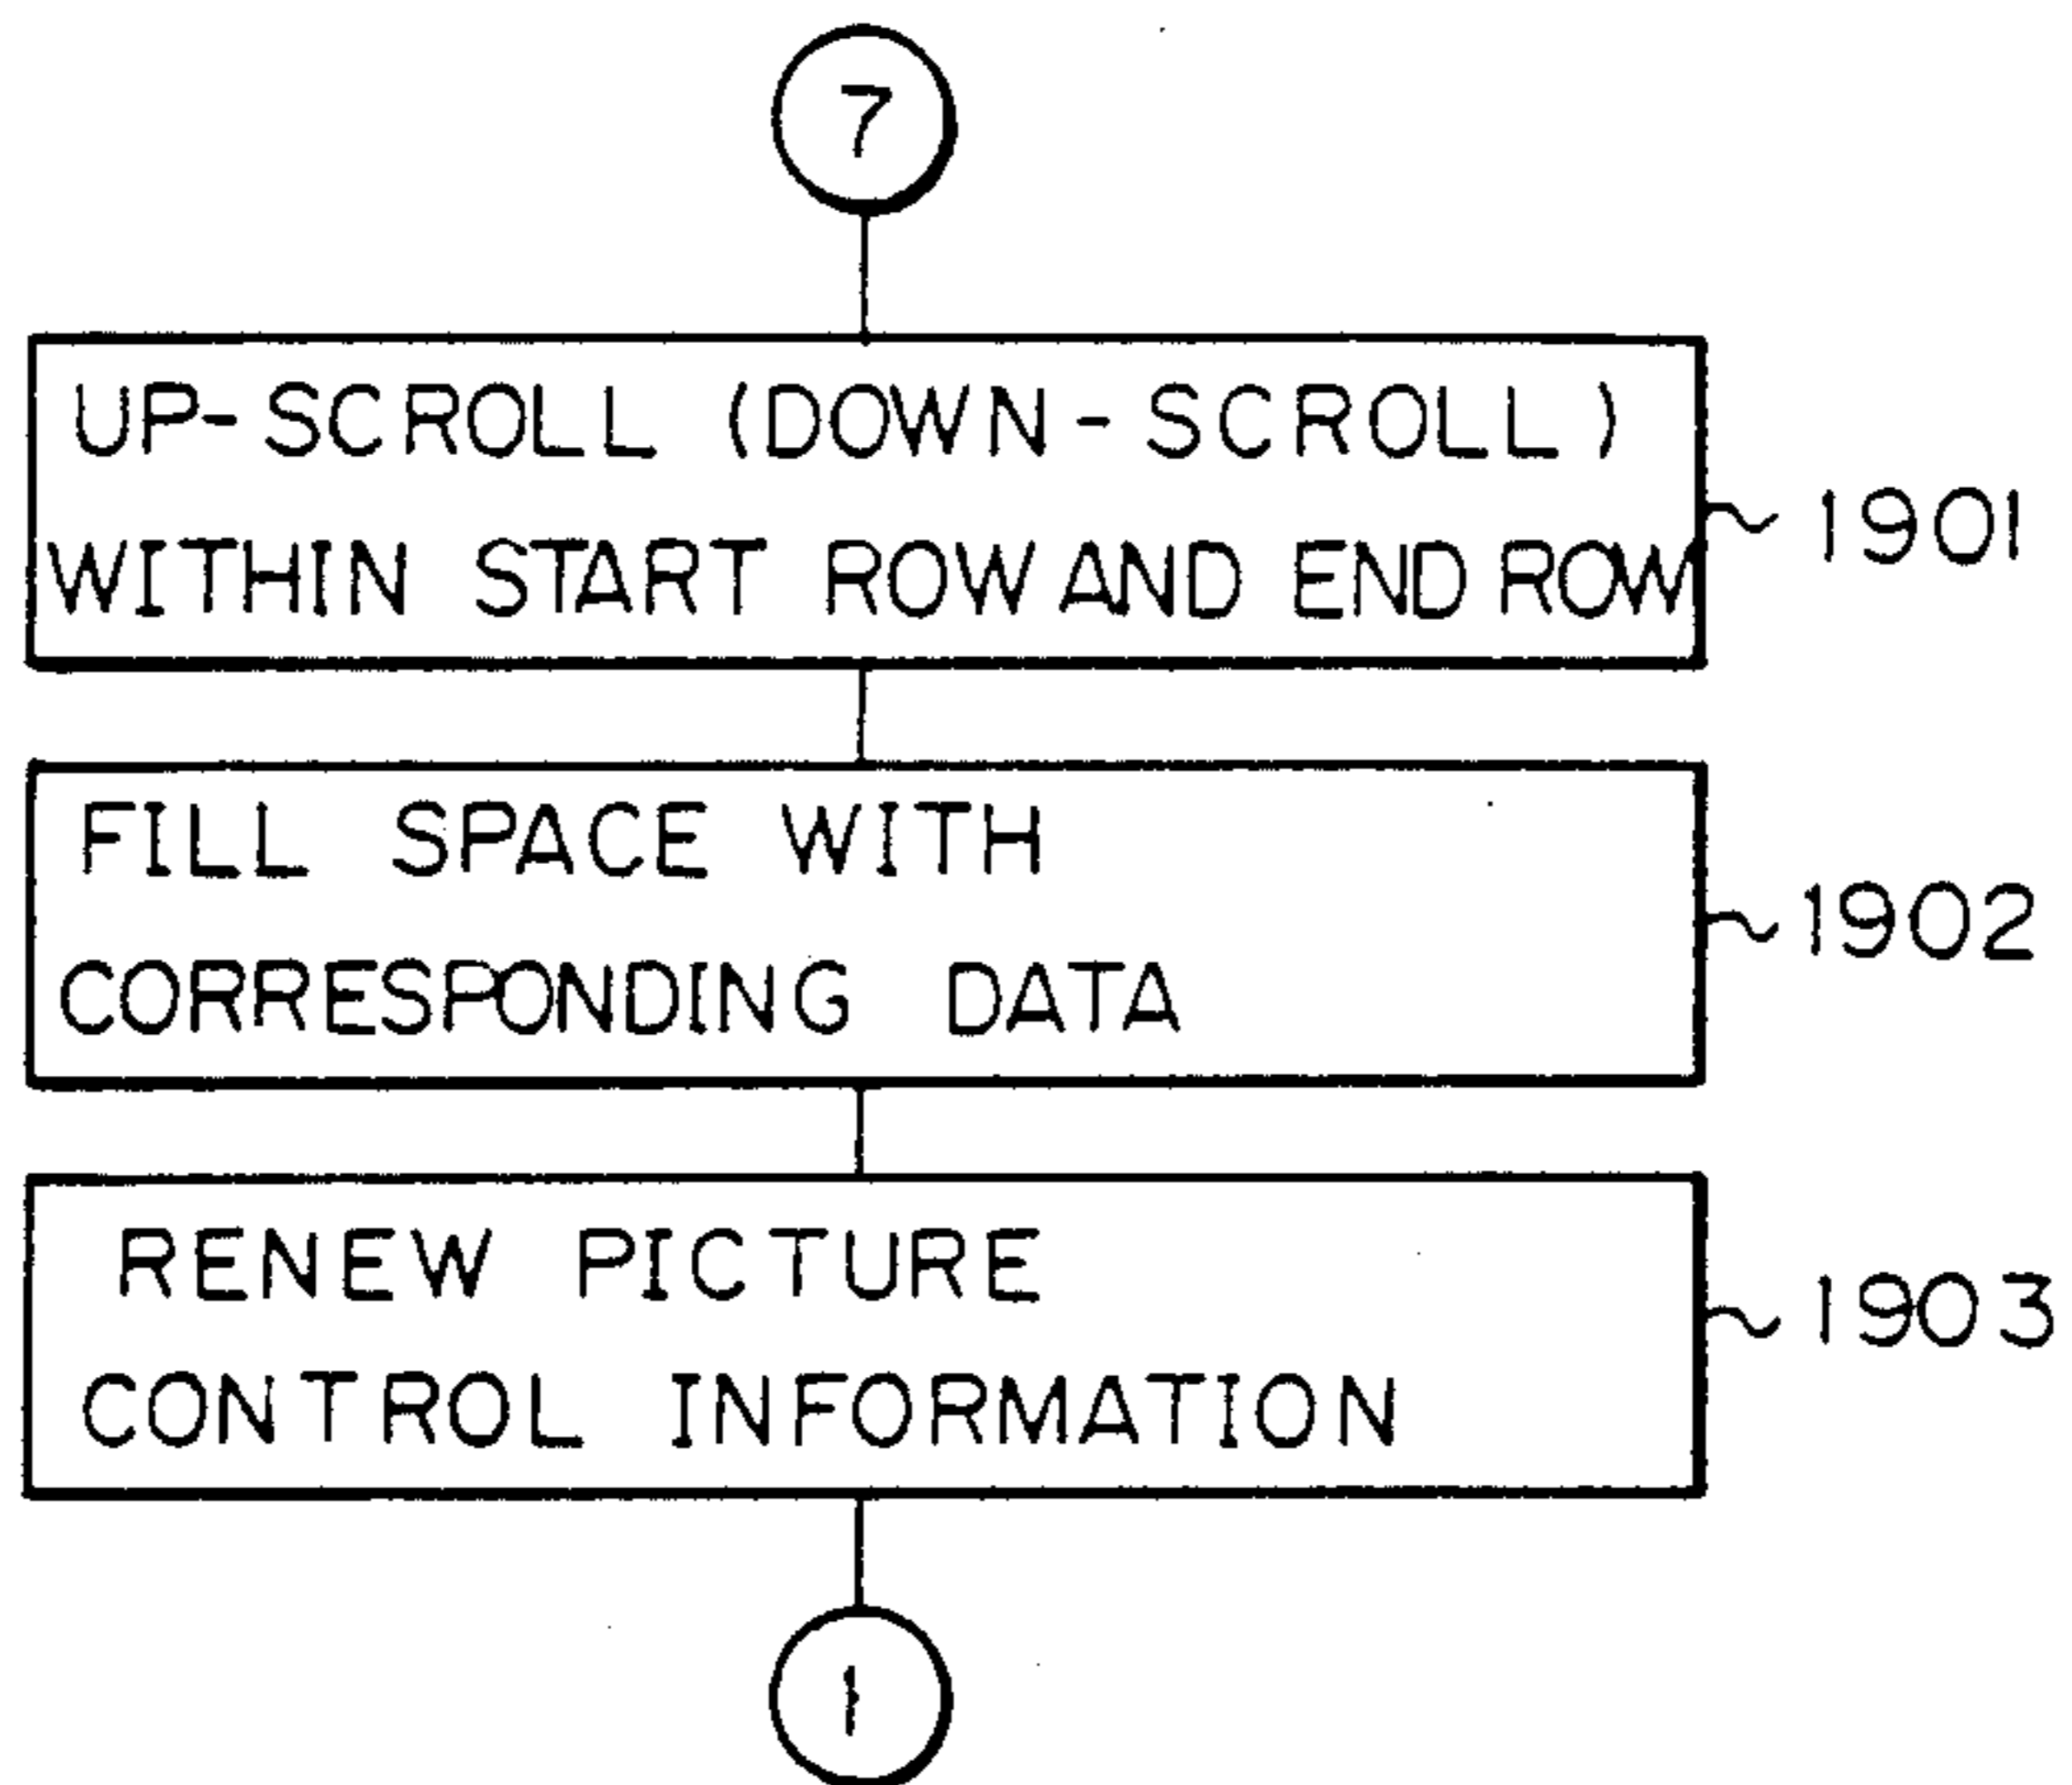 7
UP-SCROLL (DOWN-SCROLL)
WITHIN START ROW AND END ROW
1901
FILL SPACE WITH
CORRESPONDING DATA
1902
RENEW PICTURE
CONTROL INFORMATION
1903
1